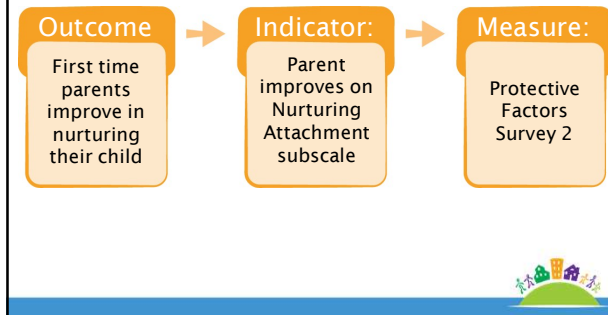 Outcome
First time
parents
improve in
nurturing
their child
Indicator:
Parent
improves on
Nurturing
Attachment
subscale
Measure:
Protective
Factors
Survey 2